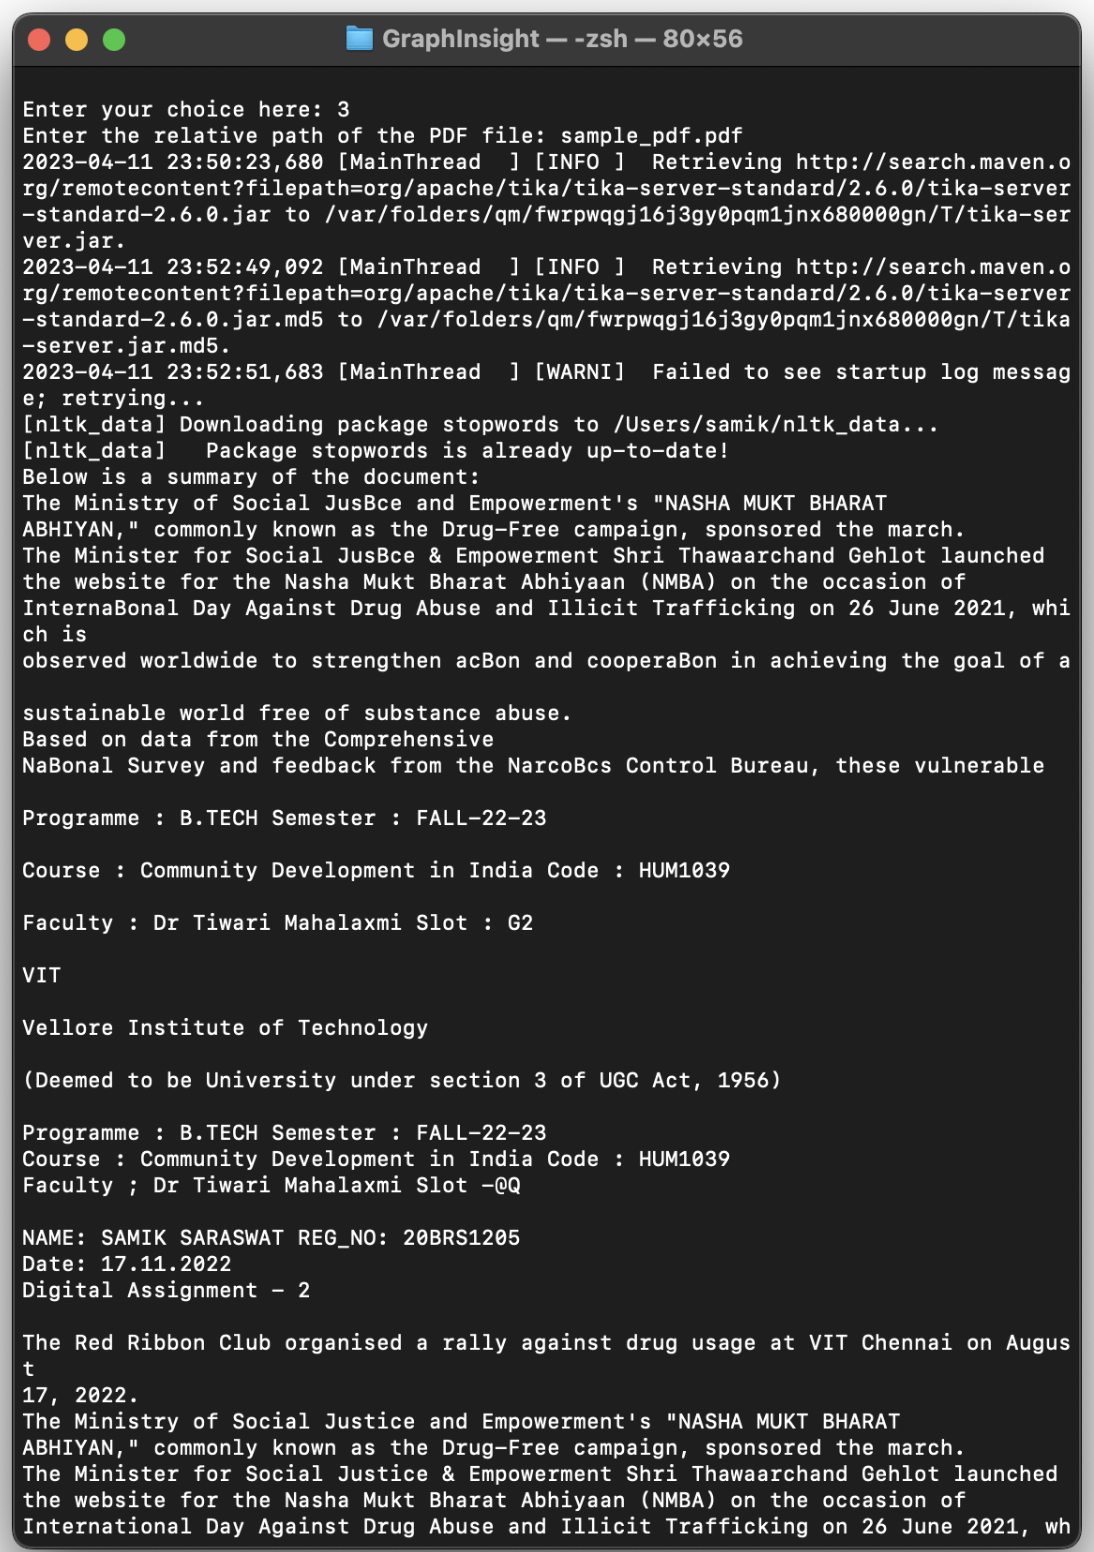 GraphInsight — -zsh — 80×56
Enter your choice here: 3
Enter the relative path of the PDF file: sample_pdf.pdf
2023-04-11 23:50:23,680 [MainThread  ] [INFO ]  Retrieving http://search.maven.o
rg/remotecontent?filepath=org/apache/tika/tika-server-standard/2.6.0/tika-server
-standard-2.6.0.jar to /var/folders/qm/fwrpwqgj16j3gy0pqm1jnx680000gn/T/tika-ser
ver.jar.
2023-04-11 23:52:49,092 [MainThread  ] [INFO ]  Retrieving http://search.maven.o
rg/remotecontent?filepath=org/apache/tika/tika-server-standard/2.6.0/tika-server
-standard-2.6.0.jar.md5 to /var/folders/qm/fwrpwqgj16j3gy0pqm1jnx680000gn/T/tika
-server.jar.md5.
2023-04-11 23:52:51,683 [MainThread  ] [WARNI]  Failed to see startup log messag
e; retrying...
[nltk_data] Downloading package stopwords to /Users/samik/nltk_data...
[nltk_data]   Package stopwords is already up-to-date!
Below is a summary of the document:
The Ministry of Social JusBce and Empowerment's "NASHA MUKT BHARAT
ABHIYAN," commonly known as the Drug-Free campaign, sponsored the march.
The Minister for Social JusBce & Empowerment Shri Thawaarchand Gehlot launched
the website for the Nasha Mukt Bharat Abhiyaan (NMBA) on the occasion of
InternaBonal Day Against Drug Abuse and Illicit Trafficking on 26 June 2021, whi
ch is
observed worldwide to strengthen acBon and cooperaBon in achieving the goal of a
sustainable world free of substance abuse.
Based on data from the Comprehensive
NaBonal Survey and feedback from the NarcoBcs Control Bureau, these vulnerable
Programme : B.TECH Semester : FALL-22-23
Course : Community Development in India Code : HUM1039
Faculty : Dr Tiwari Mahalaxmi Slot : G2
VIT
Vellore Institute of Technology
(Deemed to be University under section 3 of UGC Act, 1956)
Programme : B.TECH Semester : FALL-22-23
Course : Community Development in India Code : HUM1039
Faculty ; Dr Tiwari Mahalaxmi Slot -@Q
NAME: SAMIK SARASWAT REG_NO: 20BRS1205
Date: 17.11.2022
Digital Assignment - 2
The Red Ribbon Club organised a rally against drug usage at VIT Chennai on Augus
t
17, 2022.
The Ministry of Social Justice and Empowerment's "NASHA MUKT BHARAT
ABHIYAN," commonly known as the Drug-Free campaign, sponsored the march.
The Minister for Social Justice & Empowerment Shri Thawaarchand Gehlot launched
the website for the Nasha Mukt Bharat Abhiyaan (NMBA) on the occasion of
International Day Against Drug Abuse and Illicit Trafficking on 26 June 2021, wh